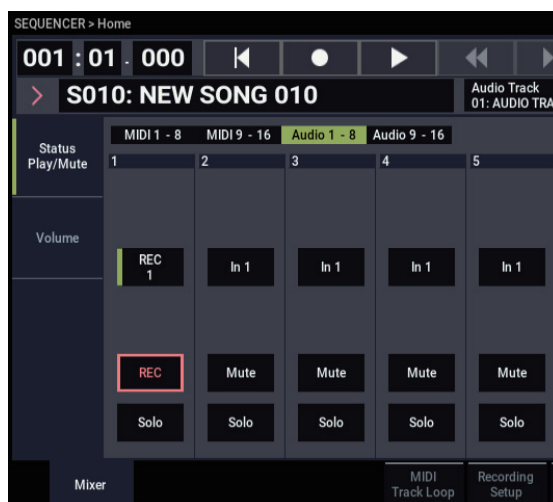 SEQUENCER > Home
001 : 01 . 000
> S010: NEW SONG 010
Audio Track
01: AUDIO TRA
Status
Play/Mute
MIDI 1 - 8 MIDI 9 - 16 Audio 1 - 8 Audio 9 - 16
1 2 3 4 5
Volume
REC
1
In 1 In 1 In 1 In 1
REC Mute Mute Mute Mute
Solo Solo Solo Solo Solo
Mixer
MIDI
Track Loop
Recording
Setup